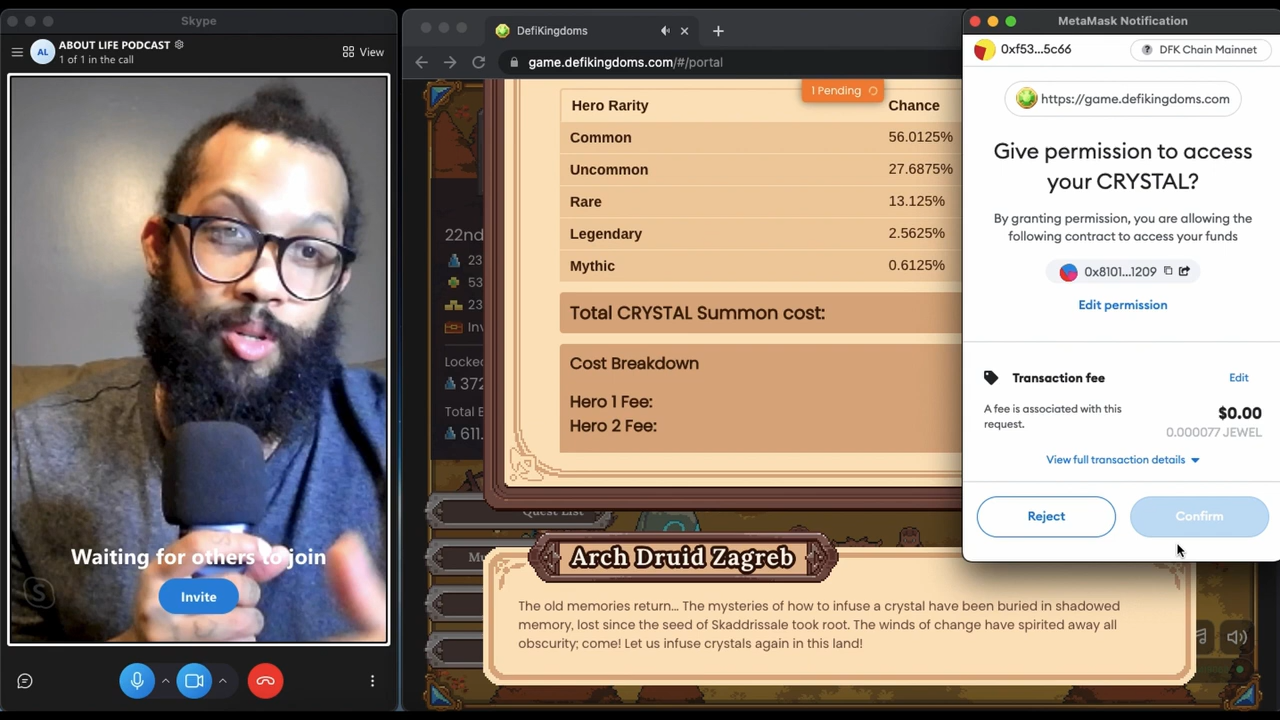 Skype
AL
ABOUT LIFE PODCAST
1 of 1 in the call
View
Waiting for others to join
Invite
DefiKingdoms
game.defikingdoms.com/#/portal
1 Pending
Hero Rarity Chance
Common 56.0125%
Uncommon 27.6875%
Rare 13.125%
Legendary 2.5625%
Mythic 0.6125%
Total CRYSTAL Summon cost:
Cost Breakdown
Hero 1 Fee:
Hero 2 Fee:
22nd
23
53
23
Inv
Locke
372
Total E
611.
Quest List
Arch Druid Zagreb
The old memories return... The mysteries of how to infuse a crystal have been buried in shadowed
memory, lost since the seed of Skaddrissale took root. The winds of change have spirited away all
obscurity; come! Let us infuse crystals again in this land!
MetaMask Notification
0xf53...5c66
DFK Chain Mainnet
https://game.defikingdoms.com
Give permission to access
your CRYSTAL?
By granting permission, you are allowing the
following contract to access your funds
0x8101...1209
Edit permission
Transaction fee
Edit
A fee is associated with this
request.
$0.00
0.000077 JEWEL
View full transaction details
Reject
Confirm